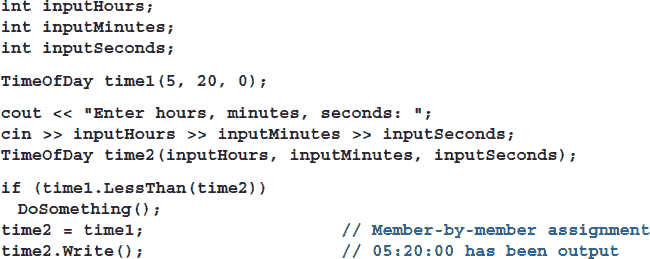 int inputHours;
int inputMinutes;
int inputSeconds;
TimeOfDay time1(5, 20, 0);
cout << "Enter hours, minutes, seconds: ";
cin >> inputHours >> inputMinutes >> inputSeconds;
TimeOfDay time2(inputHours, inputMinutes, inputSeconds);
if (time1.LessThan(time2))
  DoSomething();
time2 = time1; // Member-by-member assignment
time2.Write(); // 05:20:00 has been output